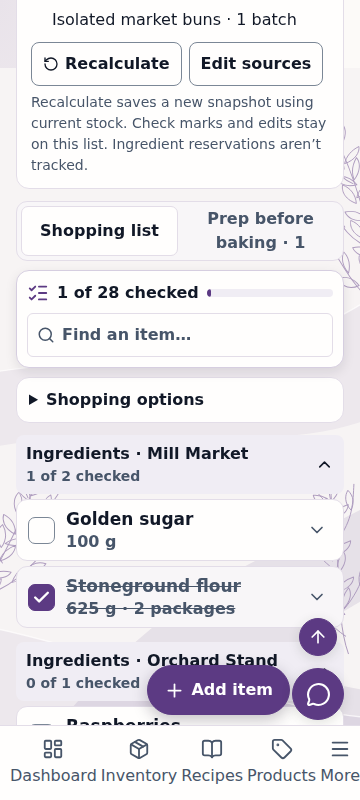 Isolated market buns · 1 batch
Recalculate
Edit sources
Recalculate saves a new snapshot using
current stock. Check marks and edits stay
on this list. Ingredient reservations aren’t
tracked.
Shopping list
Prep before
baking · 1
1 of 28 checked
Find an item…
Shopping options
Ingredients · Mill Market
1 of 2 checked
Golden sugar
100 g
Stoneground flour
625 g · 2 packages
Ingredients · Orchard Stand
0 of 1 checked
Add item
Raspberries
Dashboard
Inventory
Recipes
Products
More